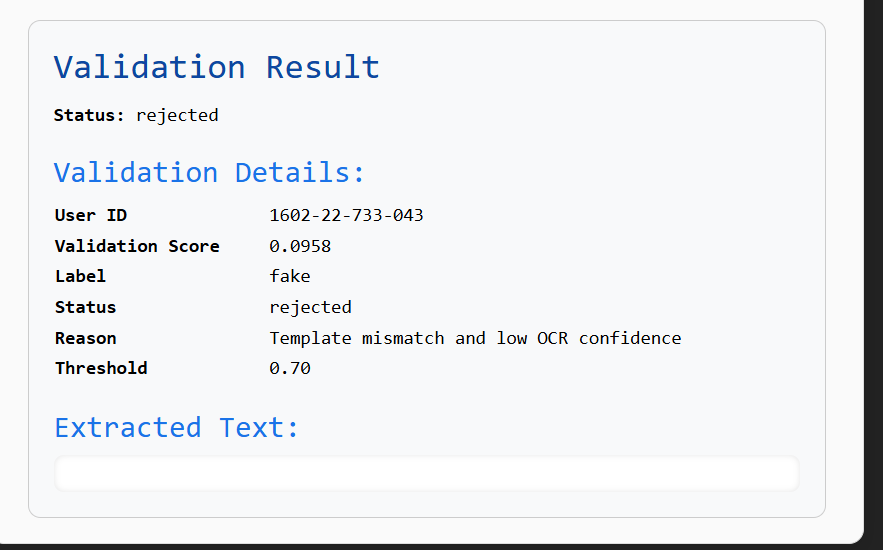 Validation Result
Status: rejected
Validation Details:
User ID 1602-22-733-043
Validation Score 0.0958
Label fake
Status rejected
Reason Template mismatch and low OCR confidence
Threshold 0.70
Extracted Text: